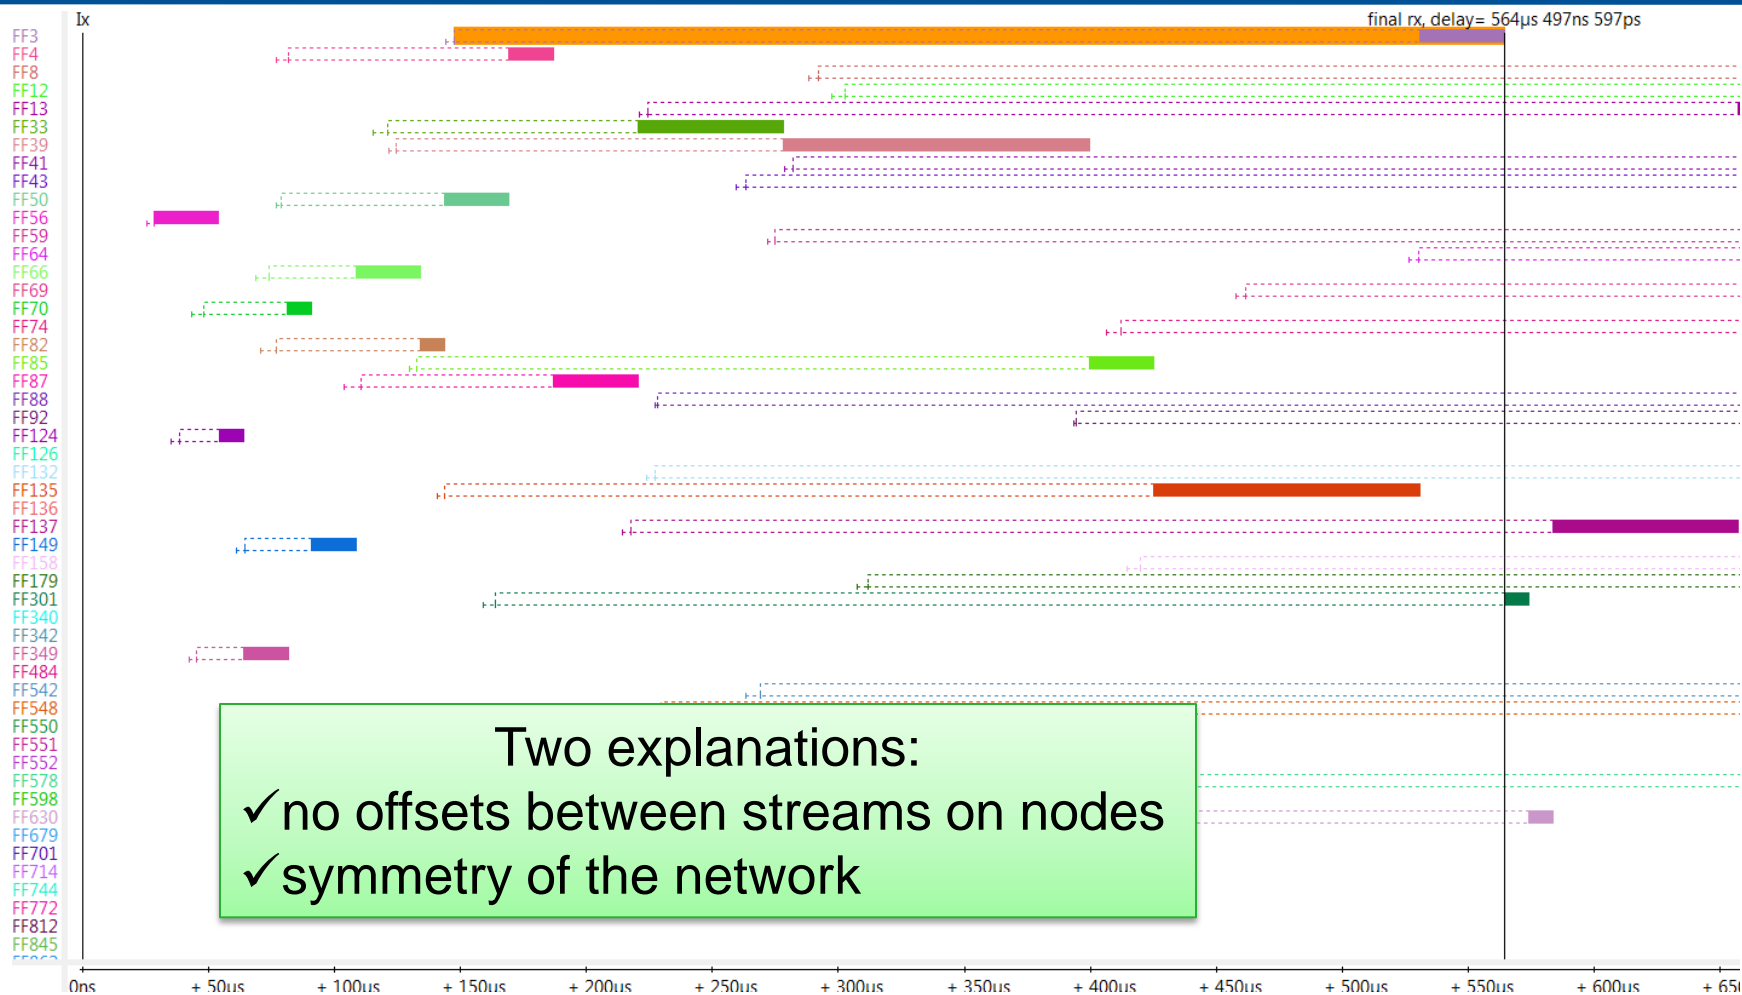 Ix
final rx, delay= 564µs 497ns 597ps
FF3
FF4
FF8
FF12
FF13
FF33
FF39
FF41
FF43
FF50
FF56
FF59
FF64
FF66
FF69
FF70
FF74
FF82
FF85
FF87
FF88
FF92
FF124
FF126
FF132
FF135
FF136
FF137
FF149
FF158
FF179
FF301
FF340
FF342
FF349
FF484
FF542
FF548
FF550
FF551
FF552
FF578
FF598
FF630
FF679
FF701
FF714
FF744
FF772
FF812
FF845
Two explanations:
✓no offsets between streams on nodes
✓symmetry of the network
0ns + 50µs + 100µs + 150µs + 200µs + 250µs + 300µs + 350µs + 400µs + 450µs + 500µs + 550µs + 600µs